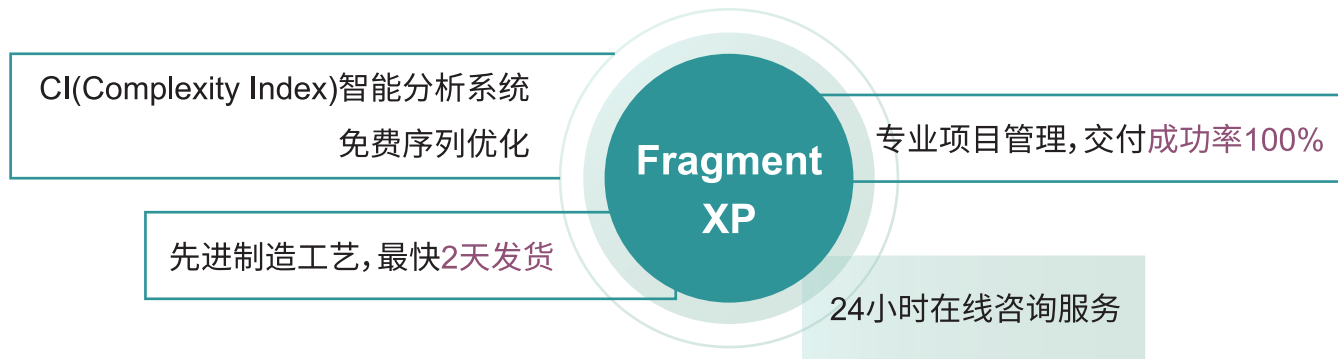 CI(Complexity Index)智能分析系统
免费序列优化
Fragment
XP
专业项目管理，交付成功率100%
先进制造工艺，最快2天发货
24小时在线咨询服务